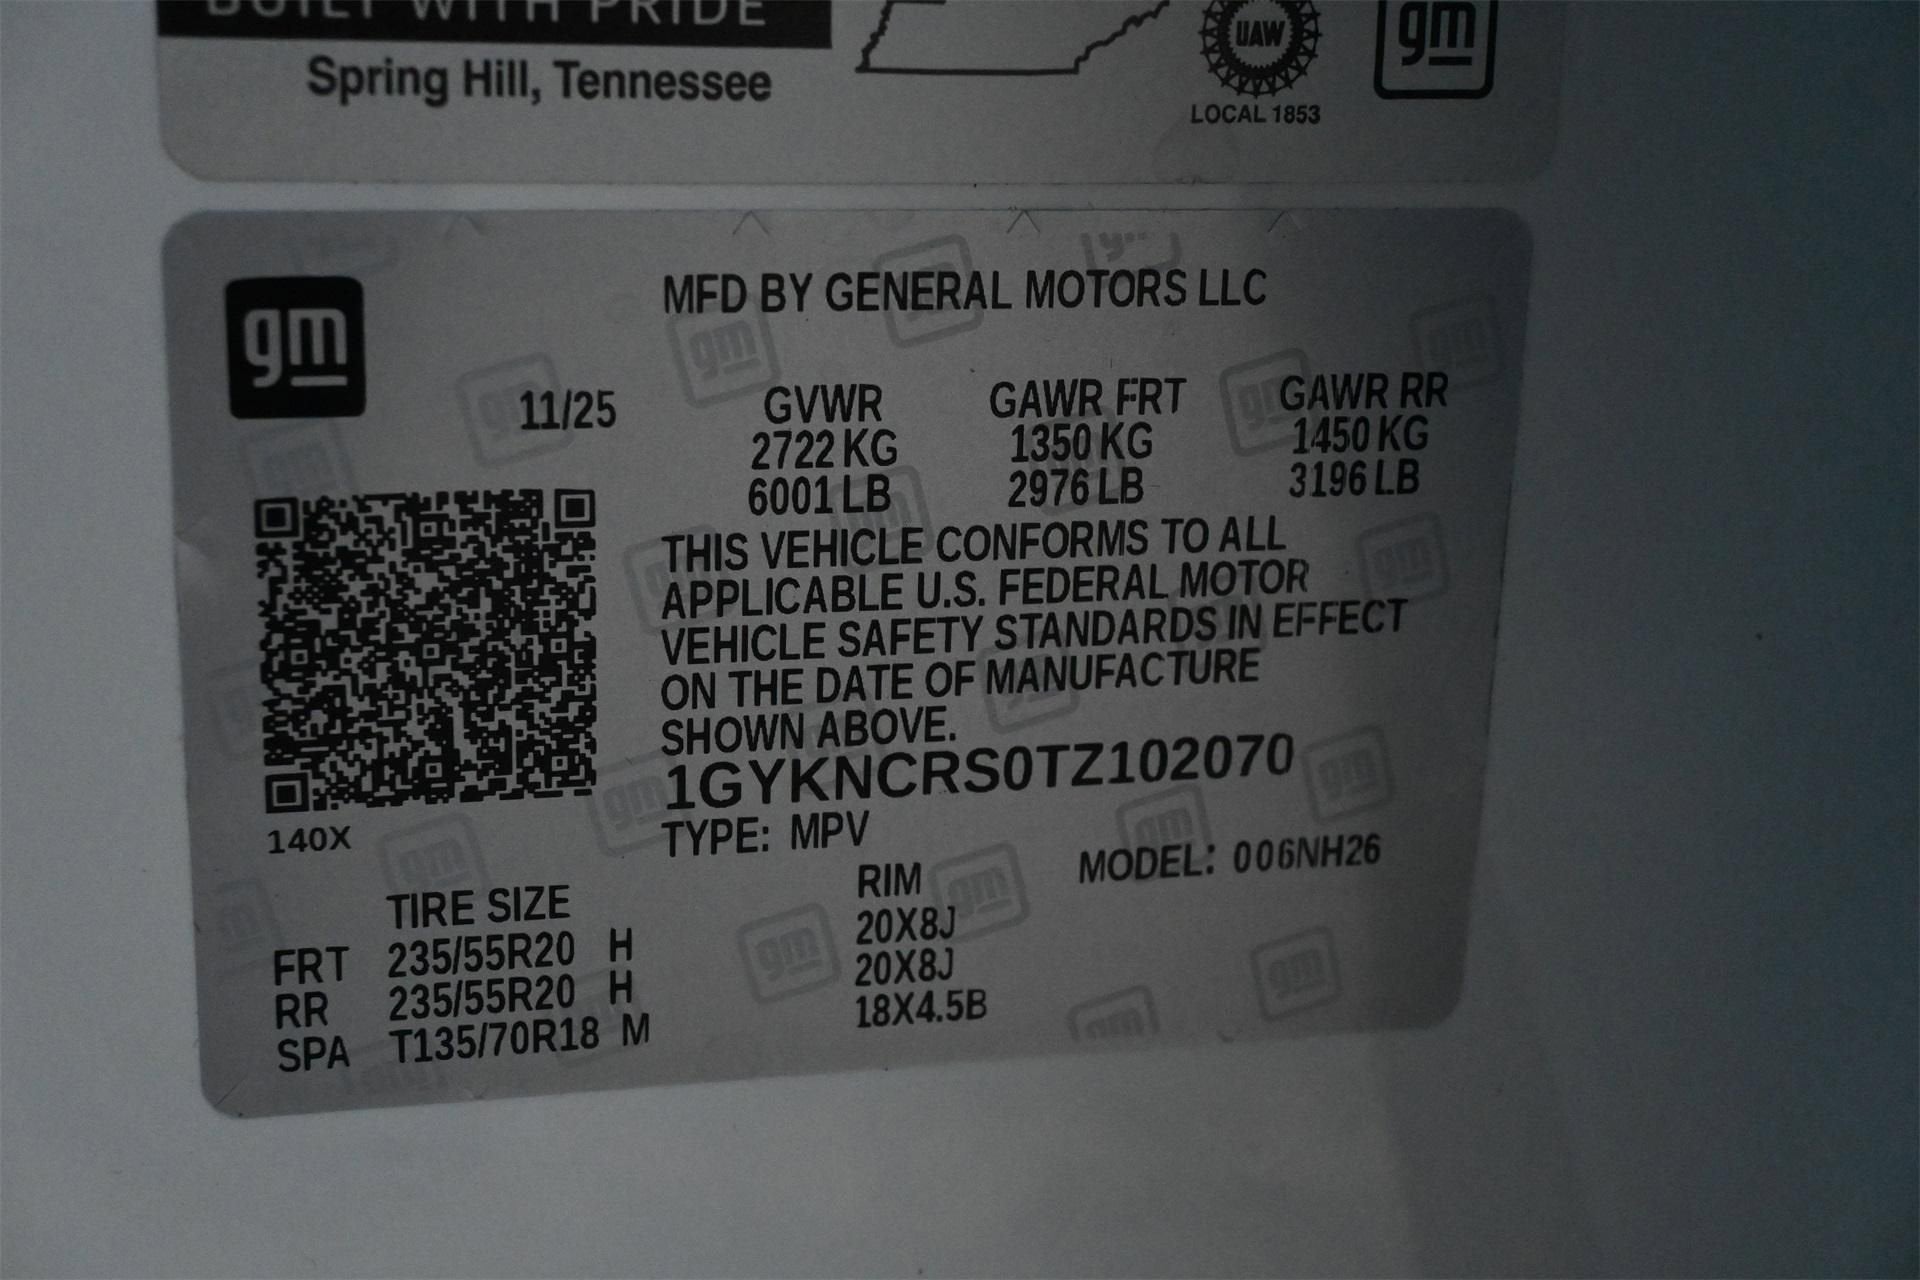 BUILT WITH PRIDE
Spring Hill, Tennessee
UAW
LOCAL 1853
gm
gm
MFD BY GENERAL MOTORS LLC
11/25
GVWR GAWR FRT GAWR RR
2722 KG 1350 KG 1450 KG
6001 LB 2976 LB 3196 LB
THIS VEHICLE CONFORMS TO ALL
APPLICABLE U.S. FEDERAL MOTOR
VEHICLE SAFETY STANDARDS IN EFFECT
ON THE DATE OF MANUFACTURE
SHOWN ABOVE.
1GYKNCRS0TZ102070
TYPE: MPV
MODEL: 006NH26
140X
TIRE SIZE RIM
FRT 235/55R20 H 20X8J
RR 235/55R20 H 20X8J
SPA T135/70R18 M 18X4.5B